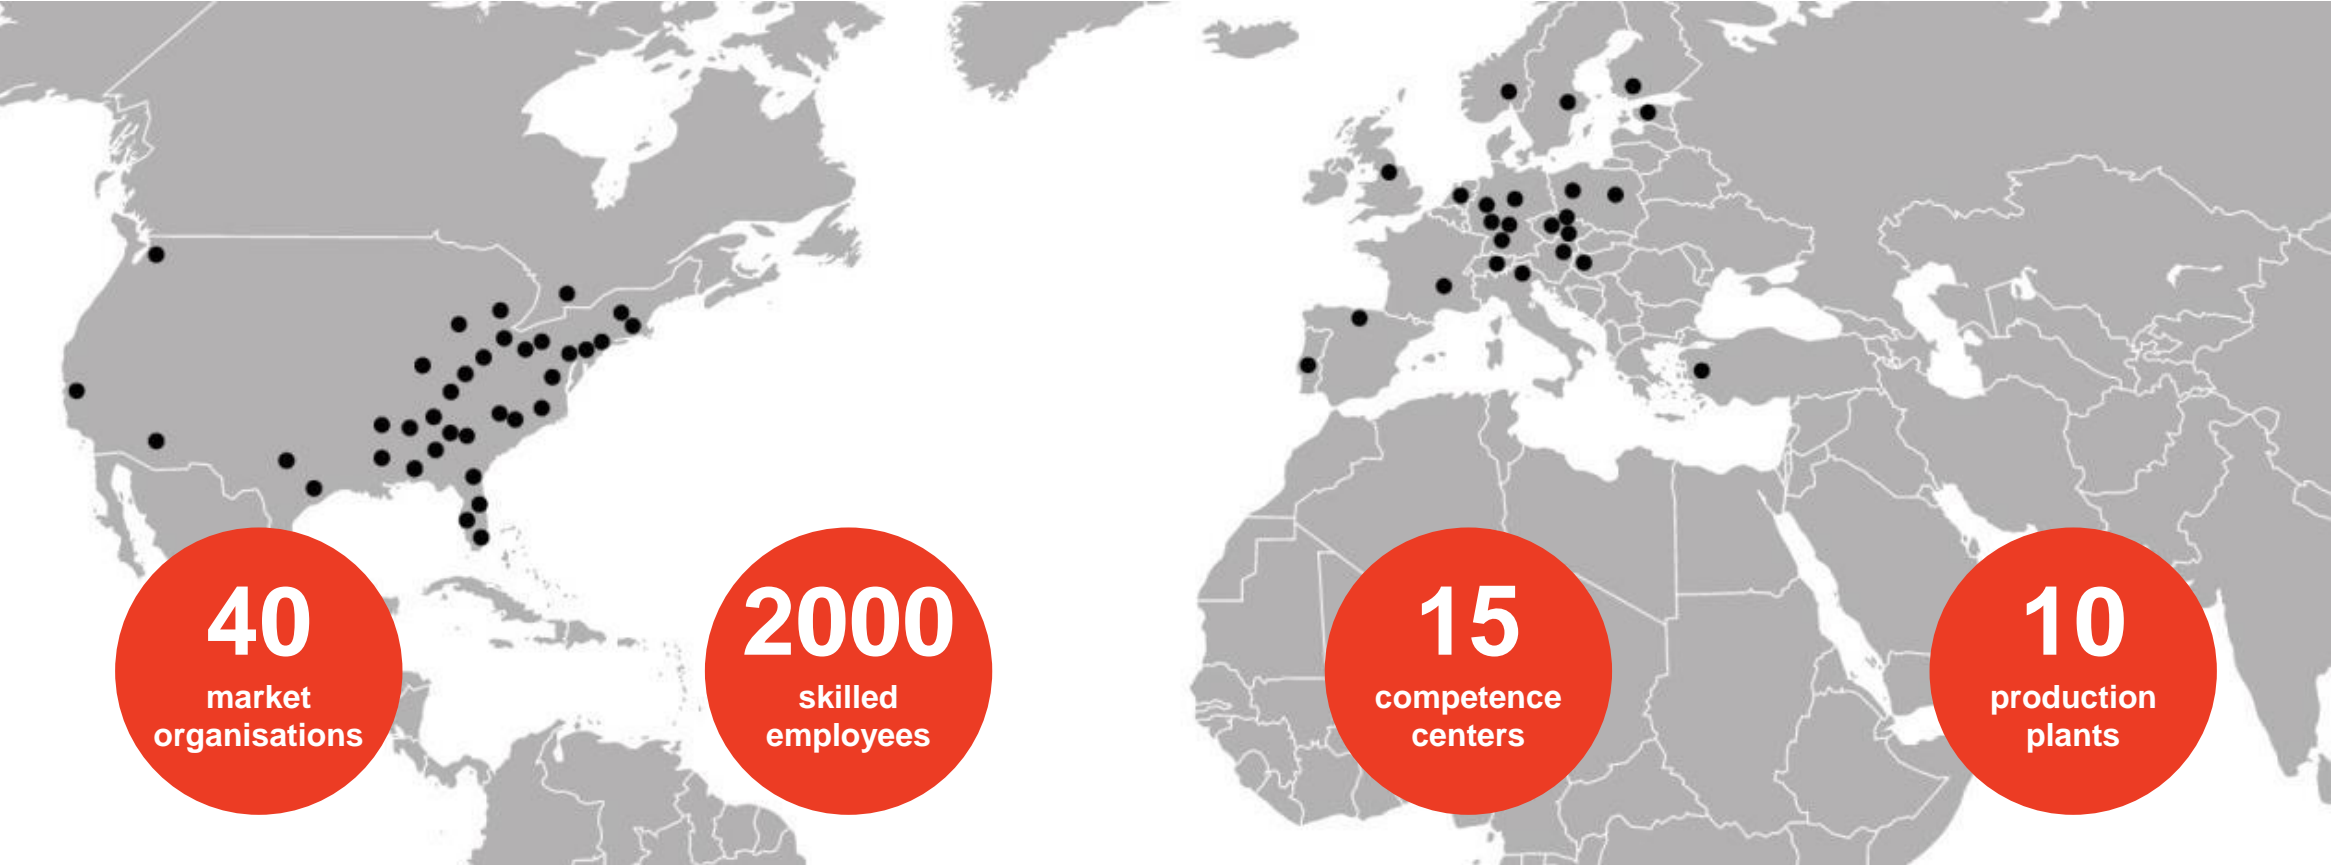 40
market
organisations
2000
skilled
employees
15
competence
centers
10
production
plants